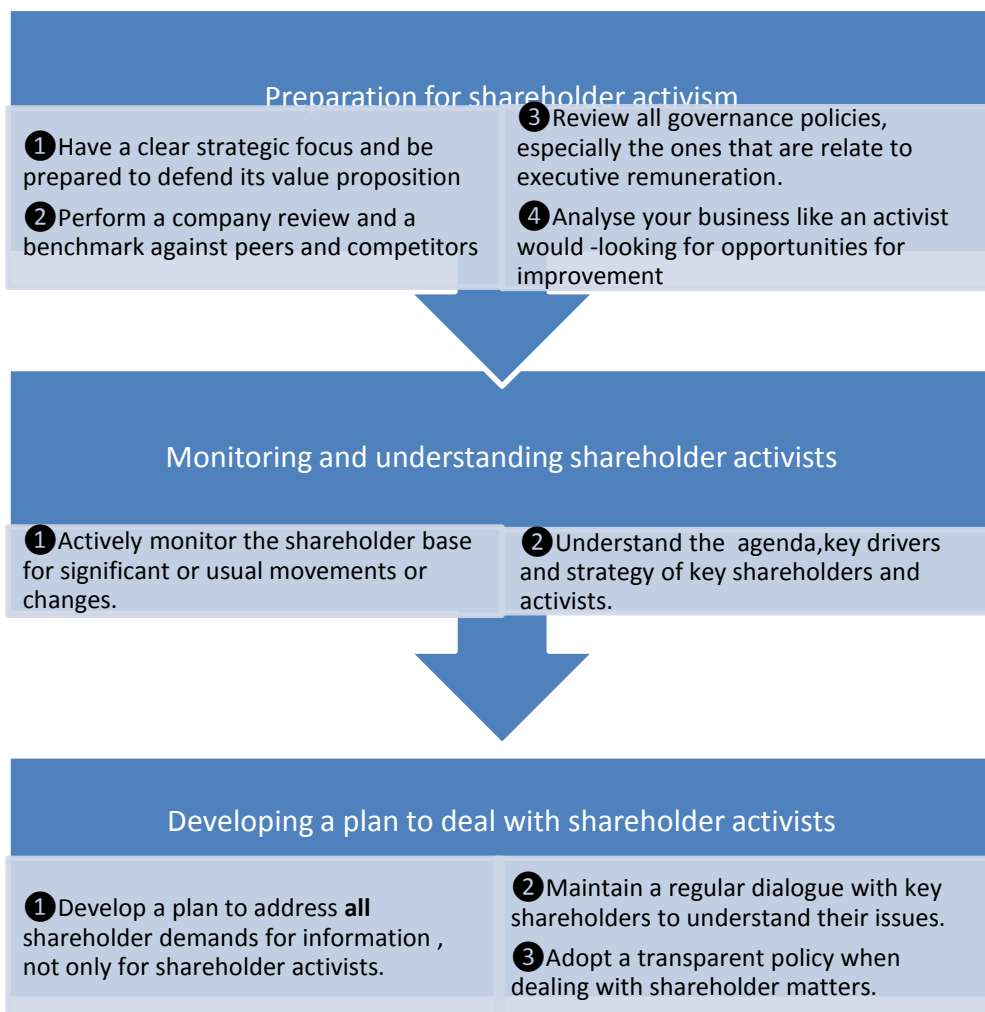 Preparation for shareholder activism
❶Have a clear strategic focus and be
prepared to defend its value proposition
❷Perform a company review and a
benchmark against peers and competitors
❸Review all governance policies,
especially the ones that are relate to
executive remuneration.
❹Analyse your business like an activist
would -looking for opportunities for
improvement
Monitoring and understanding shareholder activists
❶Actively monitor the shareholder base
for significant or usual movements or
changes.
❷Understand the agenda,key drivers
and strategy of key shareholders and
activists.
Developing a plan to deal with shareholder activists
❶Develop a plan to address all
shareholder demands for information ,
not only for shareholder activists.
❷Maintain a regular dialogue with key
shareholders to understand their issues.
❸Adopt a transparent policy when
dealing with shareholder matters.